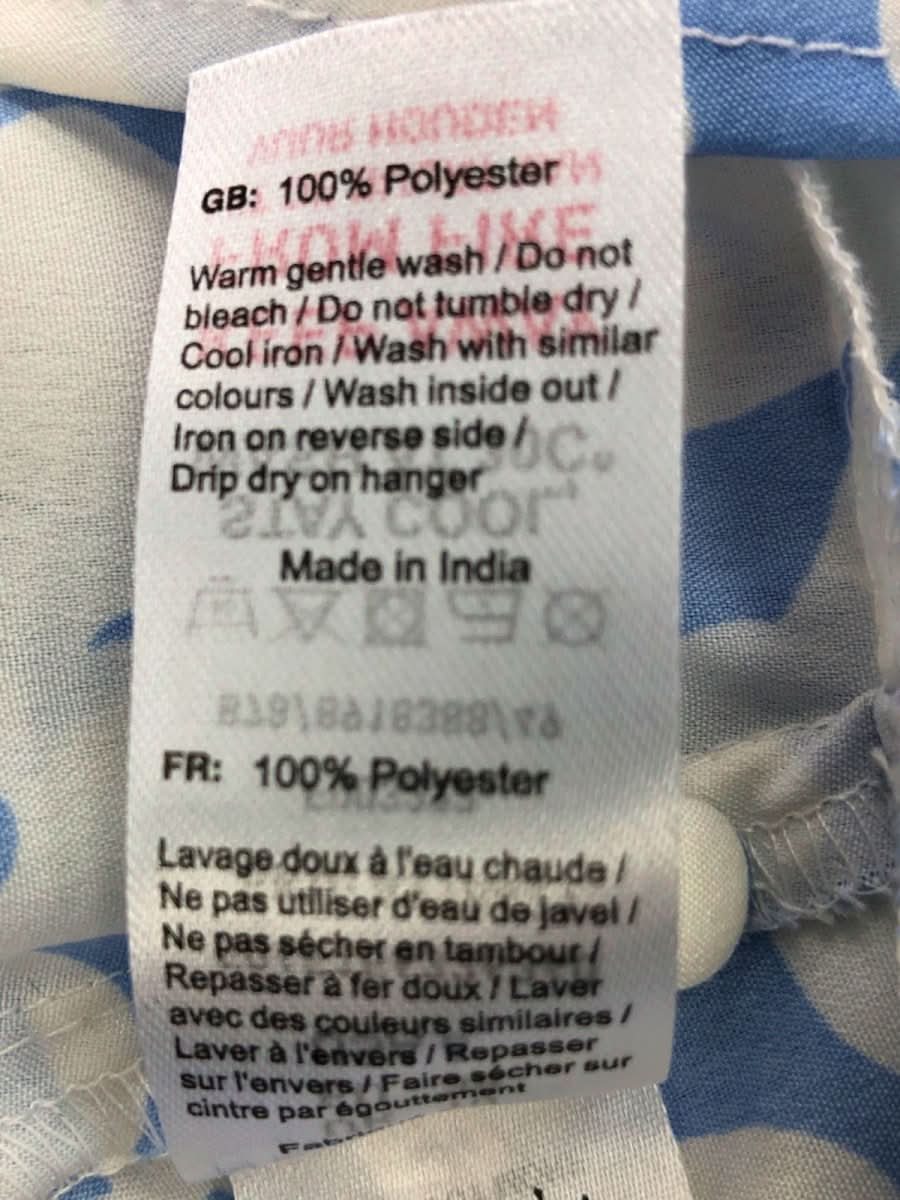 GB: 100% Polyester
Warm gentle wash / Do not
bleach / Do not tumble dry /
Cool iron / Wash with similar
colours / Wash inside out /
Iron on reverse side /
Drip dry on hanger
STAY COOL,
Made in India
FR: 100% Polyester
Lavage doux à l'eau chaude /
Ne pas utiliser d'eau de javel /
Ne pas sécher en tambour /
Repasser à fer doux / Laver
avec des couleurs similaires /
Laver à l'envers / Repasser
sur l'envers / Faire sécher sur
cintre par égouttement